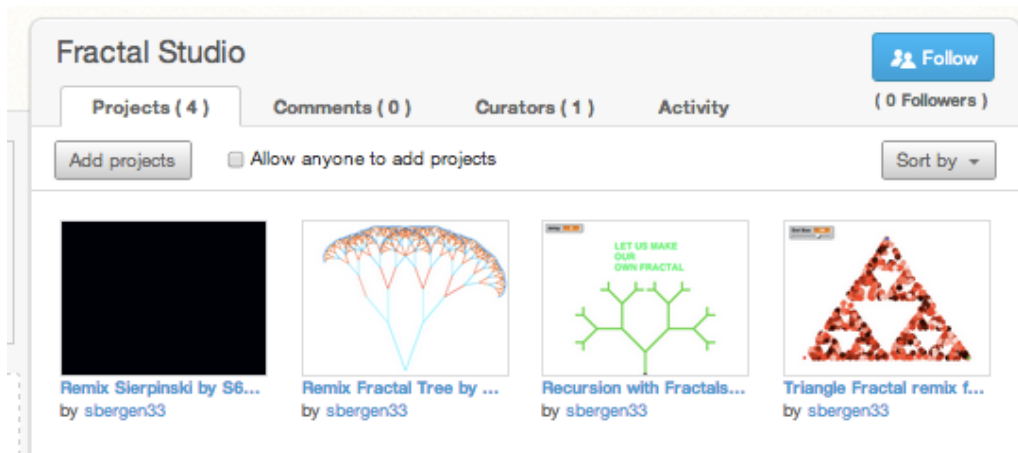 Fractal Studio
Follow
Projects ( 4 )
Comments ( 0 )
Curators ( 1 )
Activity
( 0 Followers )
Add projects
Allow anyone to add projects
Sort by
LET US MAKE
OUR
OWN FRACTAL
Remix Sierpinski by S6...
Remix Fractal Tree by ...
Recursion with Fractals...
Triangle Fractal remix f...
by sbergen33
by sbergen33
by sbergen33
by sbergen33